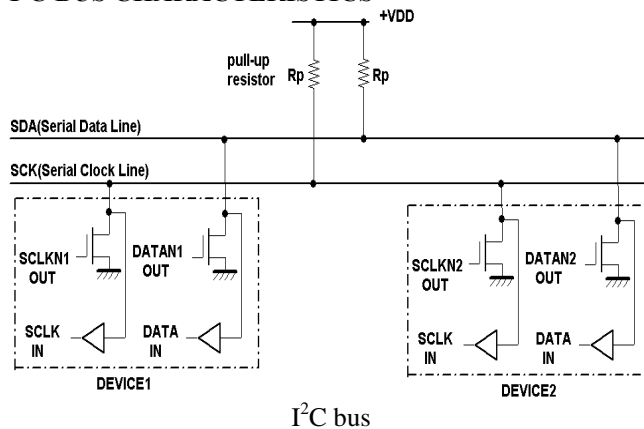 I²C BUS CHARACTERISTICS
+VDD
pull-up
resistor
Rp
Rp
SDA(Serial Data Line)
SCK(Serial Clock Line)
SCLKN1
OUT
DATAN1
OUT
SCLKN2
OUT
DATAN2
OUT
SCLK
IN
DATA
IN
SCLK
IN
DATA
IN
DEVICE1
DEVICE2
I²C bus